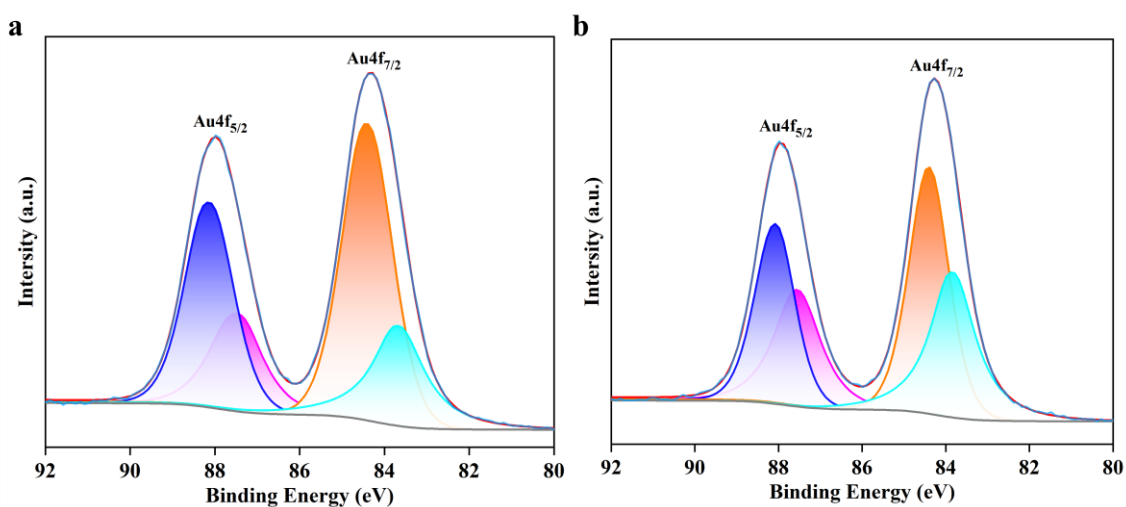 a
Au4f7/2
Au4f5/2
Intersity (a.u.)
92 90 88 86 84 82 80
Binding Energy (eV)
b
Au4f7/2
Au4f5/2
Intersity (a.u.)
92 90 88 86 84 82 80
Binding Energy (eV)